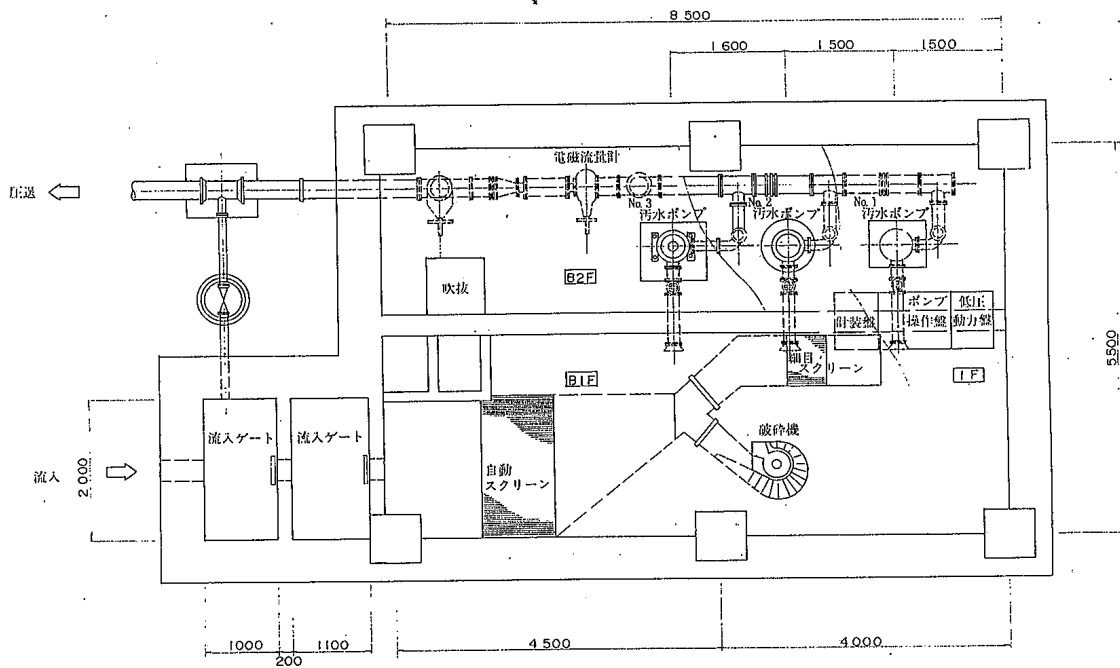 8 500
1 600
1 500
1500
電磁流量計
圧送
No. 3
汚水ポンプ
No. 2
汚水ポンプ
No. 1
汚水ポンプ
B2F
吹抜
計装盤
ポンプ
操作盤
低圧
動力盤
細目
スクリーン
B1F
1F
5500
流入ゲート
流入ゲート
破砕機
流入
2 000
自動
スクリーン
1000
200
1100
4 500
4 000